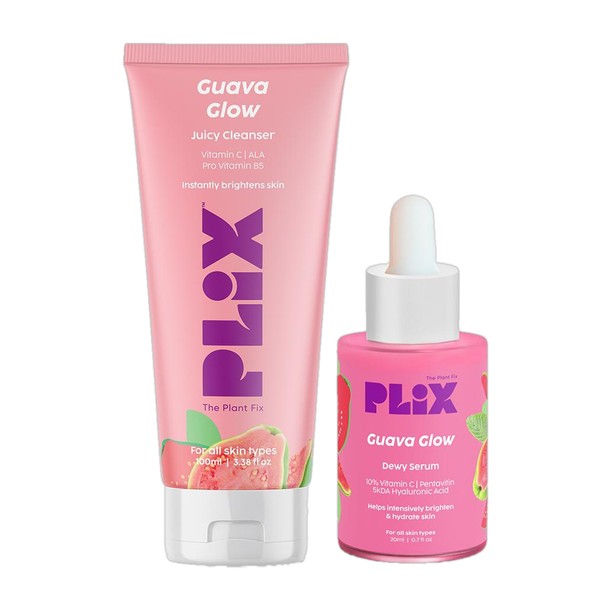 Guava
Glow
Juicy Cleanser
Vitamin C | ALA
Pro Vitamin B5
Instantly brightens skin
PLiX™
The Plant Fix
For all skin types
100ml | 3.38 fl oz
The Plant Fix
PLiX
Guava Glow
Dewy Serum
10% Vitamin C | Pentavitin
5kDA Hyaluronic Acid
Helps intensively brighten
& hydrate skin
For all skin types
20ml | 0.7 fl oz